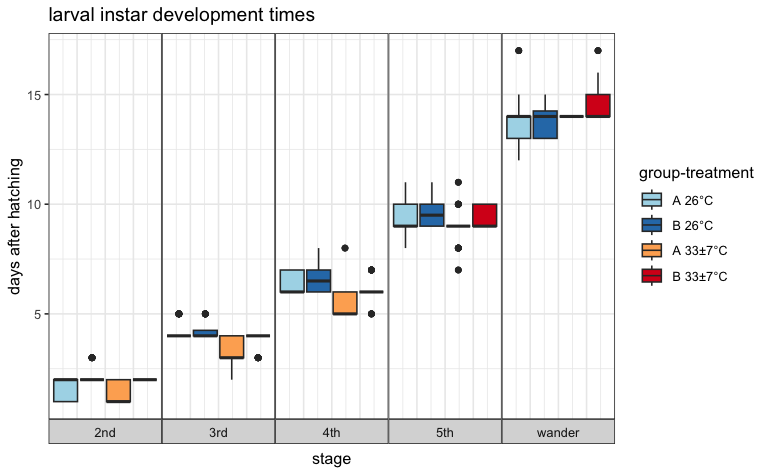 larval instar development times
days after hatching
15
10
5
2nd
3rd
4th
5th
wander
stage
group-treatment
A 26°C
B 26°C
A 33±7°C
B 33±7°C